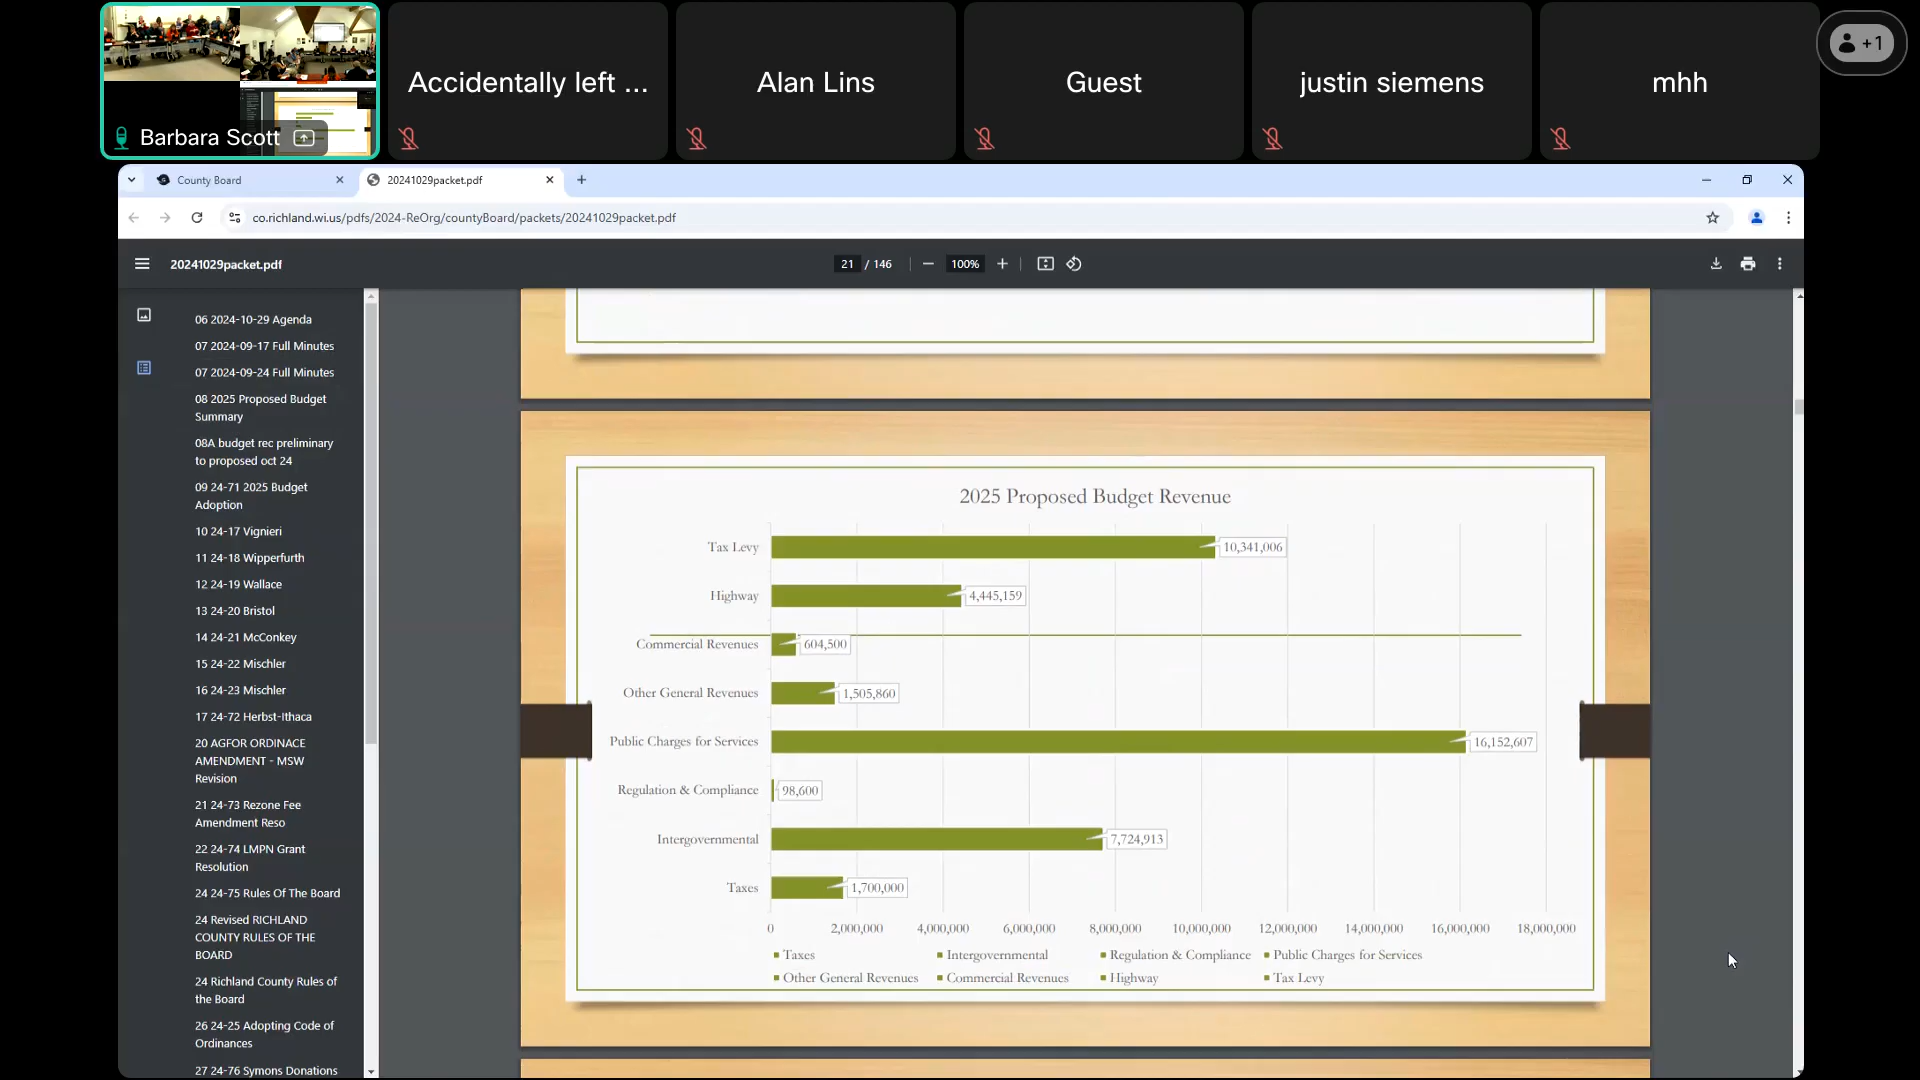 Barbara Scott
Accidentally left ...
Alan Lins
Guest
justin siemens
mhh
+1
County Board
20241029packet.pdf
co.richland.wi.us/pdfs/2024-ReOrg/countyBoard/packets/20241029packet.pdf
20241029packet.pdf
21 / 146
100%
06 2024-10-29 Agenda
07 2024-09-17 Full Minutes
07 2024-09-24 Full Minutes
08 2025 Proposed Budget
Summary
08A budget rec preliminary
to proposed oct 24
09 24-71 2025 Budget
Adoption
10 24-17 Vignieri
11 24-18 Wipperfurth
12 24-19 Wallace
13 24-20 Bristol
14 24-21 McConkey
15 24-22 Mischler
16 24-23 Mischler
17 24-72 Herbst-Ithaca
20 AGFOR ORDINACE
AMENDMENT - MSW
Revision
21 24-73 Rezone Fee
Amendment Reso
22 24-74 LMPN Grant
Resolution
24 24-75 Rules Of The Board
24 Revised RICHLAND
COUNTY RULES OF THE
BOARD
24 Richland County Rules of
the Board
26 24-25 Adopting Code of
Ordinances
27 24-76 Symons Donations
2025 Proposed Budget Revenue
Tax Levy 10,341,006
Highway 4,445,159
Commercial Revenues 604,500
Other General Revenues 1,505,860
Public Charges for Services 16,152,607
Regulation & Compliance 98,600
Intergovernmental 7,724,913
Taxes 1,700,000
0 2,000,000 4,000,000 6,000,000 8,000,000 10,000,000 12,000,000 14,000,000 16,000,000 18,000,000
Taxes Intergovernmental Regulation & Compliance Public Charges for Services
Other General Revenues Commercial Revenues Highway Tax Levy